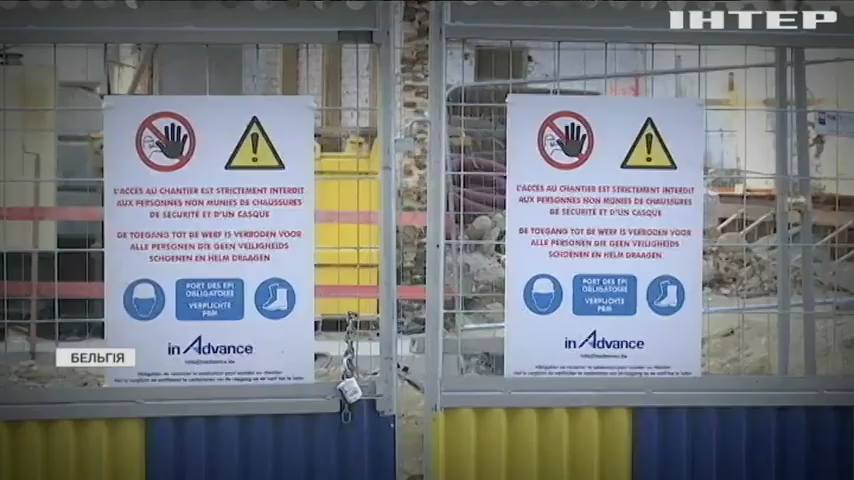 ІНТЕР
L'ACCÈS AU CHANTIER EST STRICTEMENT INTERDIT
AUX PERSONNES NON MUNIES DE CHAUSSURES
DE SÉCURITÉ ET D'UN CASQUE
DE TOEGANG TOT DE WERF IS VERBODEN VOOR
ALLE PERSONEN DIE GEEN VEILIGHEIDS
SCHOENEN EN HELM DRAAGEN
PORT DES EPI
OBLIGATOIRE
VERPLICHTE
PBM
in Advance
L'ACCÈS AU CHANTIER EST STRICTEMENT INTERDIT
AUX PERSONNES NON MUNIES DE CHAUSSURES
DE SÉCURITÉ ET D'UN CASQUE
DE TOEGANG TOT DE WERF IS VERBODEN VOOR
ALLE PERSONEN DIE GEEN VEILIGHEIDS
SCHOENEN EN HELM DRAAGEN
PORT DES EPI
OBLIGATOIRE
VERPLICHTE
PBM
in Advance
БЕЛЬГІЯ